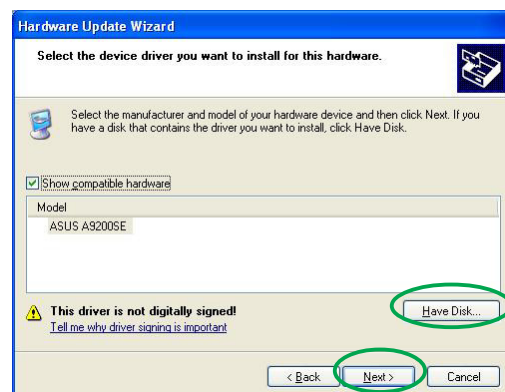 Hardware Update Wizard
Select the device driver you want to install for this hardware.
Select the manufacturer and model of your hardware device and then click Next. If you
have a disk that contains the driver you want to install, click Have Disk.
Show compatible hardware
Model
ASUS A9200SE
This driver is not digitally signed!
Tell me why driver signing is important
Have Disk...
< Back
Next >
Cancel